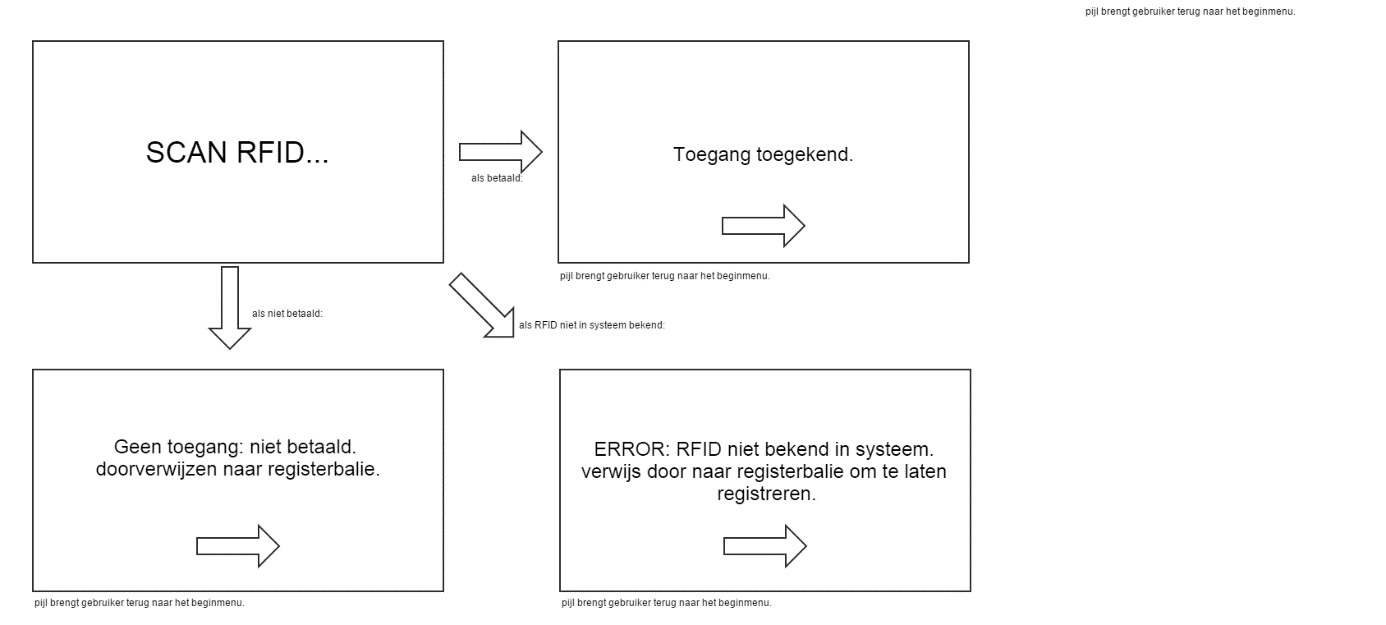 pijl brengt gebruiker terug naar het beginmenu.
SCAN RFID...
als betaald:
Toegang toegekend.
pijl brengt gebruiker terug naar het beginmenu.
als niet betaald:
als RFID niet in systeem bekend:
Geen toegang: niet betaald.
doorverwijzen naar registerbalie.
pijl brengt gebruiker terug naar het beginmenu.
ERROR: RFID niet bekend in systeem.
verwijs door naar registerbalie om te laten
registreren.
pijl brengt gebruiker terug naar het beginmenu.